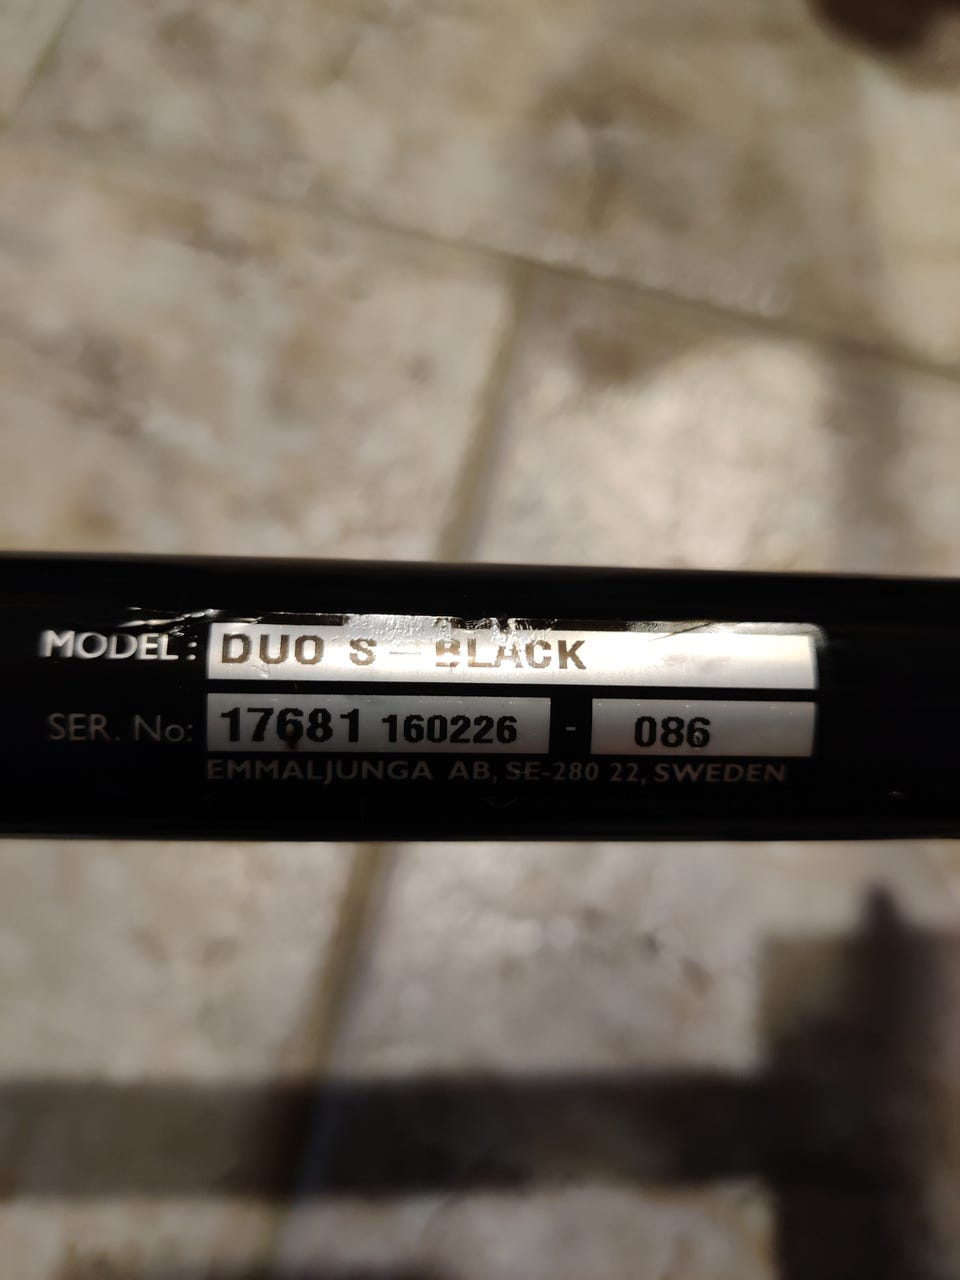 MODEL: DUO S - BLACK
SER. No: 17681 160226 - 086
EMMALJUNGA AB, SE-280 22, SWEDEN